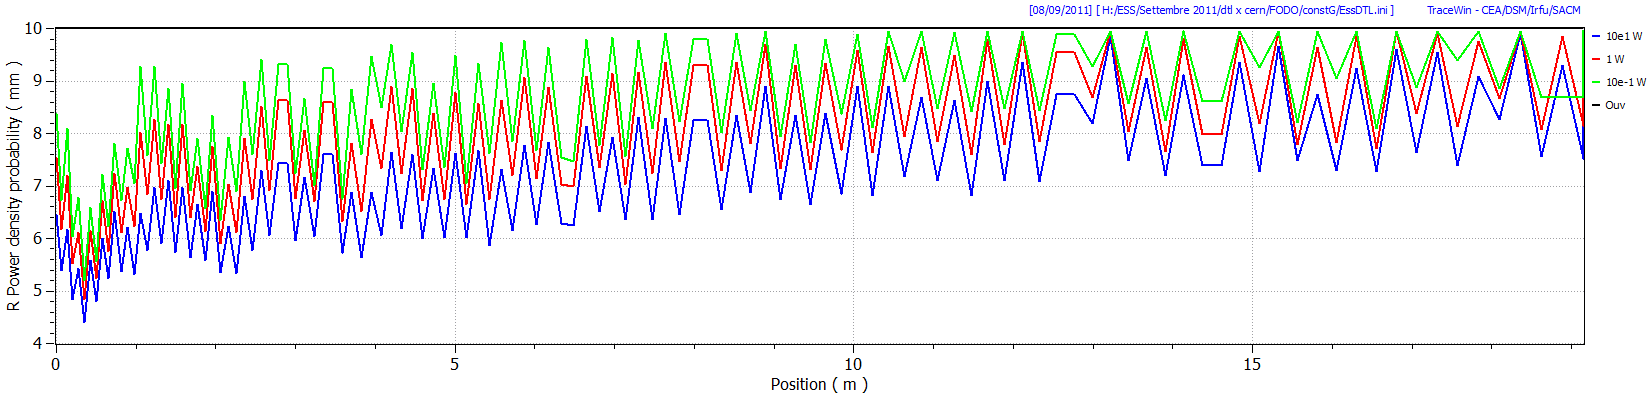 [08/09/2011] [ H:/ESS/Settembre 2011/dtl x cern/FODO/constG/EssDTL.ini ] TraceWin - CEA/DSM/Irfu/SACM
R Power density probability ( mm )
10
9
8
7
6
5
4
0 5 10 15
Position ( m )
10e1 W
1 W
10e-1 W
Ouv